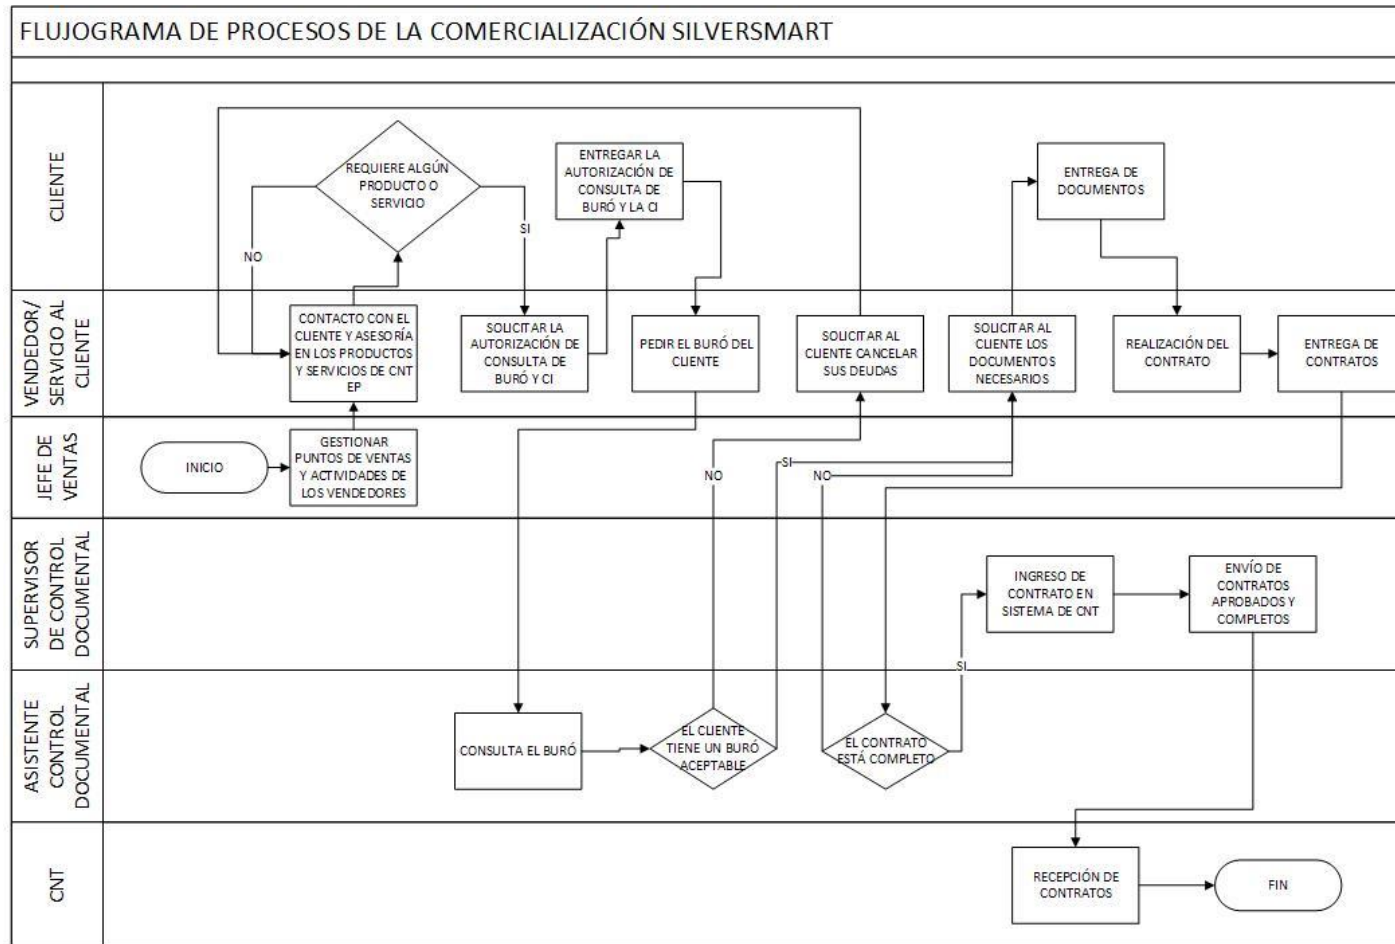 FLUJOGRAMA DE PROCESOS DE LA COMERCIALIZACIÓN SILVERSMART
CLIENTE
REQUIERE ALGÚN
PRODUCTO O
SERVICIO
NO
SI
ENTREGAR LA
AUTORIZACIÓN DE
CONSULTA DE
BURÓ Y LA CI
ENTREGA DE
DOCUMENTOS
VENDEDOR/
SERVICIO AL
CLIENTE
CONTACTO CON EL
CLIENTE Y ASESORÍA
EN LOS PRODUCTOS
Y SERVICIOS DE CNT
EP
SOLICITAR LA
AUTORIZACIÓN DE
CONSULTA DE
BURÓ Y CI
PEDIR EL BURÓ DEL
CLIENTE
SOLICITAR AL
CLIENTE CANCELAR
SUS DEUDAS
SOLICITAR AL
CLIENTE LOS
DOCUMENTOS
NECESARIOS
REALIZACIÓN DEL
CONTRATO
ENTREGA DE
CONTRATOS
JEFE DE
VENTAS
INICIO
GESTIONAR
PUNTOS DE VENTAS
Y ACTIVIDADES DE
LOS VENDEDORES
NO
SI
NO
SUPERVISOR
DE CONTROL
DOCUMENTAL
INGRESO DE
CONTRATO EN
SISTEMA DE CNT
ENVÍO DE
CONTRATOS
APROBADOS Y
COMPLETOS
SI
ASISTENTE
CONTROL
DOCUMENTAL
CONSULTA EL BURÓ
EL CLIENTE
TIENE UN BURÓ
ACEPTABLE
EL CONTRATO
ESTÁ COMPLETO
CNT
RECEPCIÓN DE
CONTRATOS
FIN